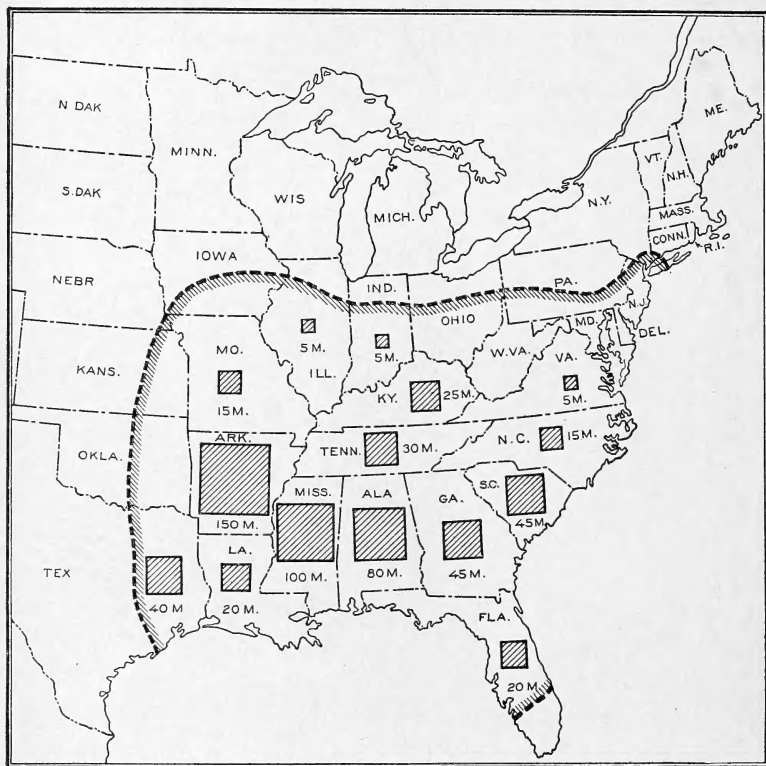 ME.
N. DAK
MINN.
VT.
N.H.
S. DAK
WIS
MICH.
N.Y.
MASS.
CONN.
R.I.
IOWA
NEBR
IND.
PA.
OHIO
N.J.
MD.
DEL.
5 M.
5 M.
MO.
ILL.
W. VA.
VA.
KANS.
15 M.
KY.
25 M.
5 M.
ARK.
OKLA.
TENN.
30 M.
N.C.
15 M.
MISS.
ALA
GA.
S.C.
150 M.
45 M.
LA.
TEX
100 M.
80 M.
45 M.
40 M
20 M.
FLA.
20 M.